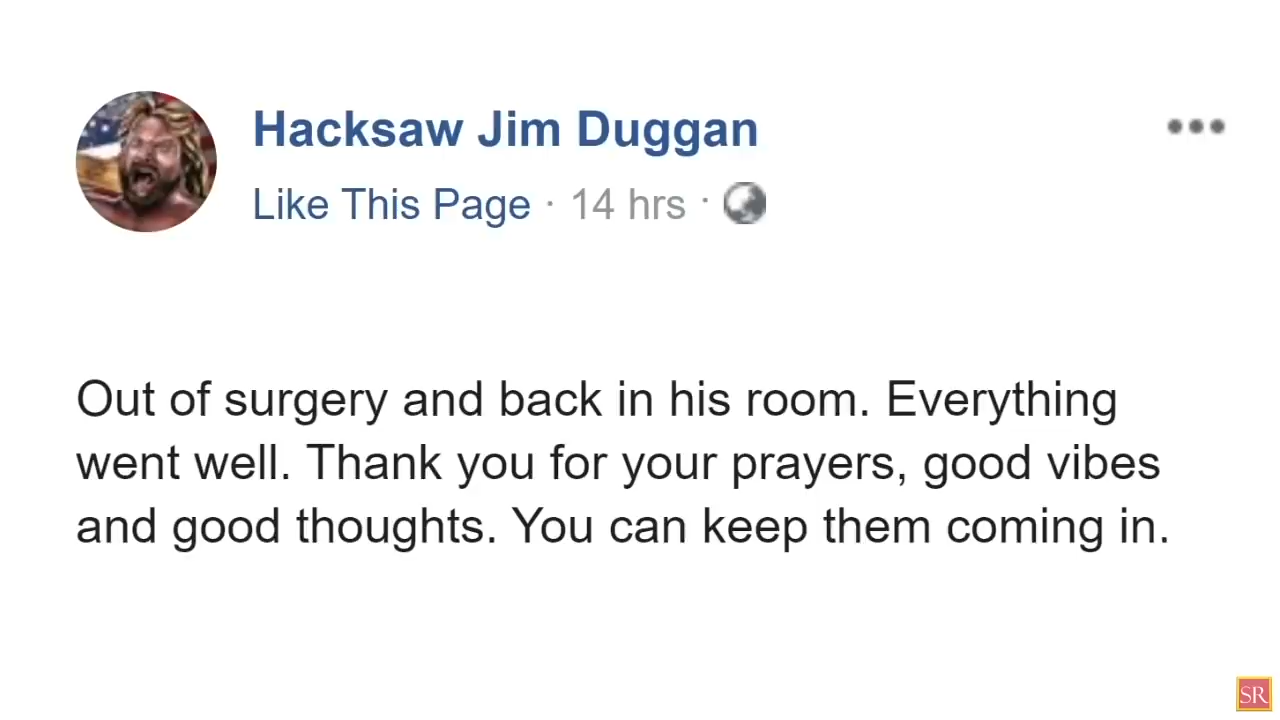 Hacksaw Jim Duggan
Like This Page · 14 hrs ·
Out of surgery and back in his room. Everything
went well. Thank you for your prayers, good vibes
and good thoughts. You can keep them coming in.
SR